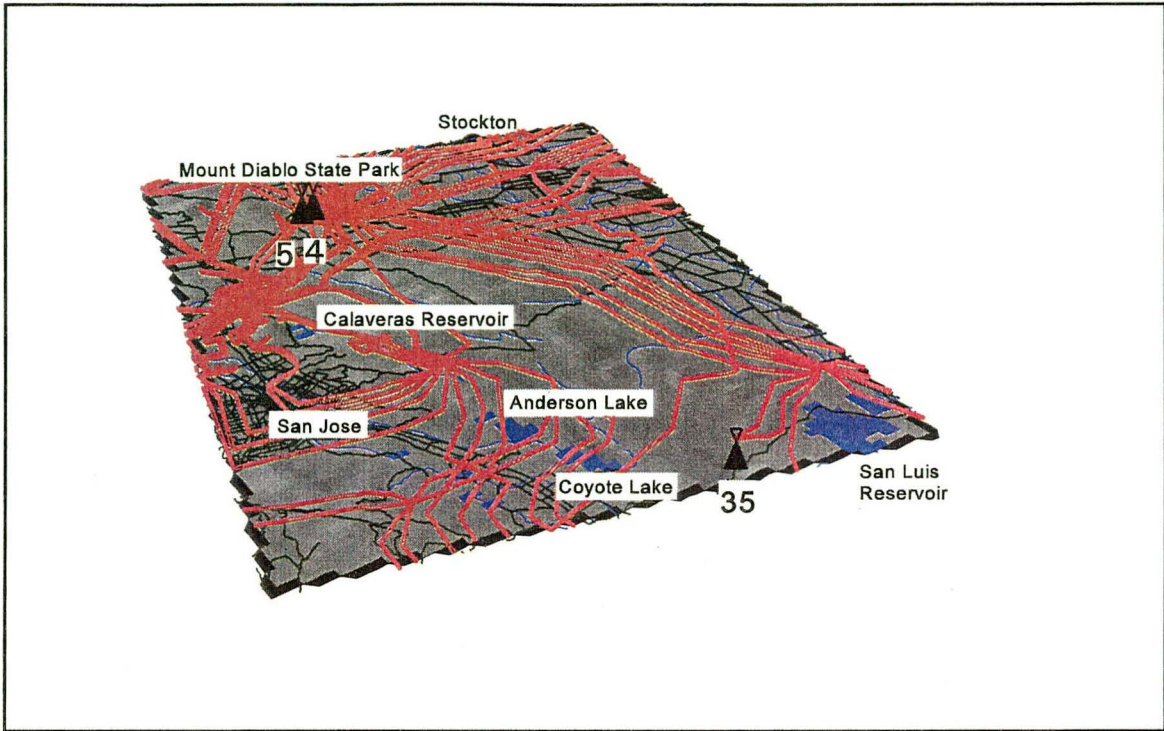 Stockton
Mount Diablo State Park
5 4
Calaveras Reservoir
Anderson Lake
San Jose
San Luis
Reservoir
Coyote Lake
35